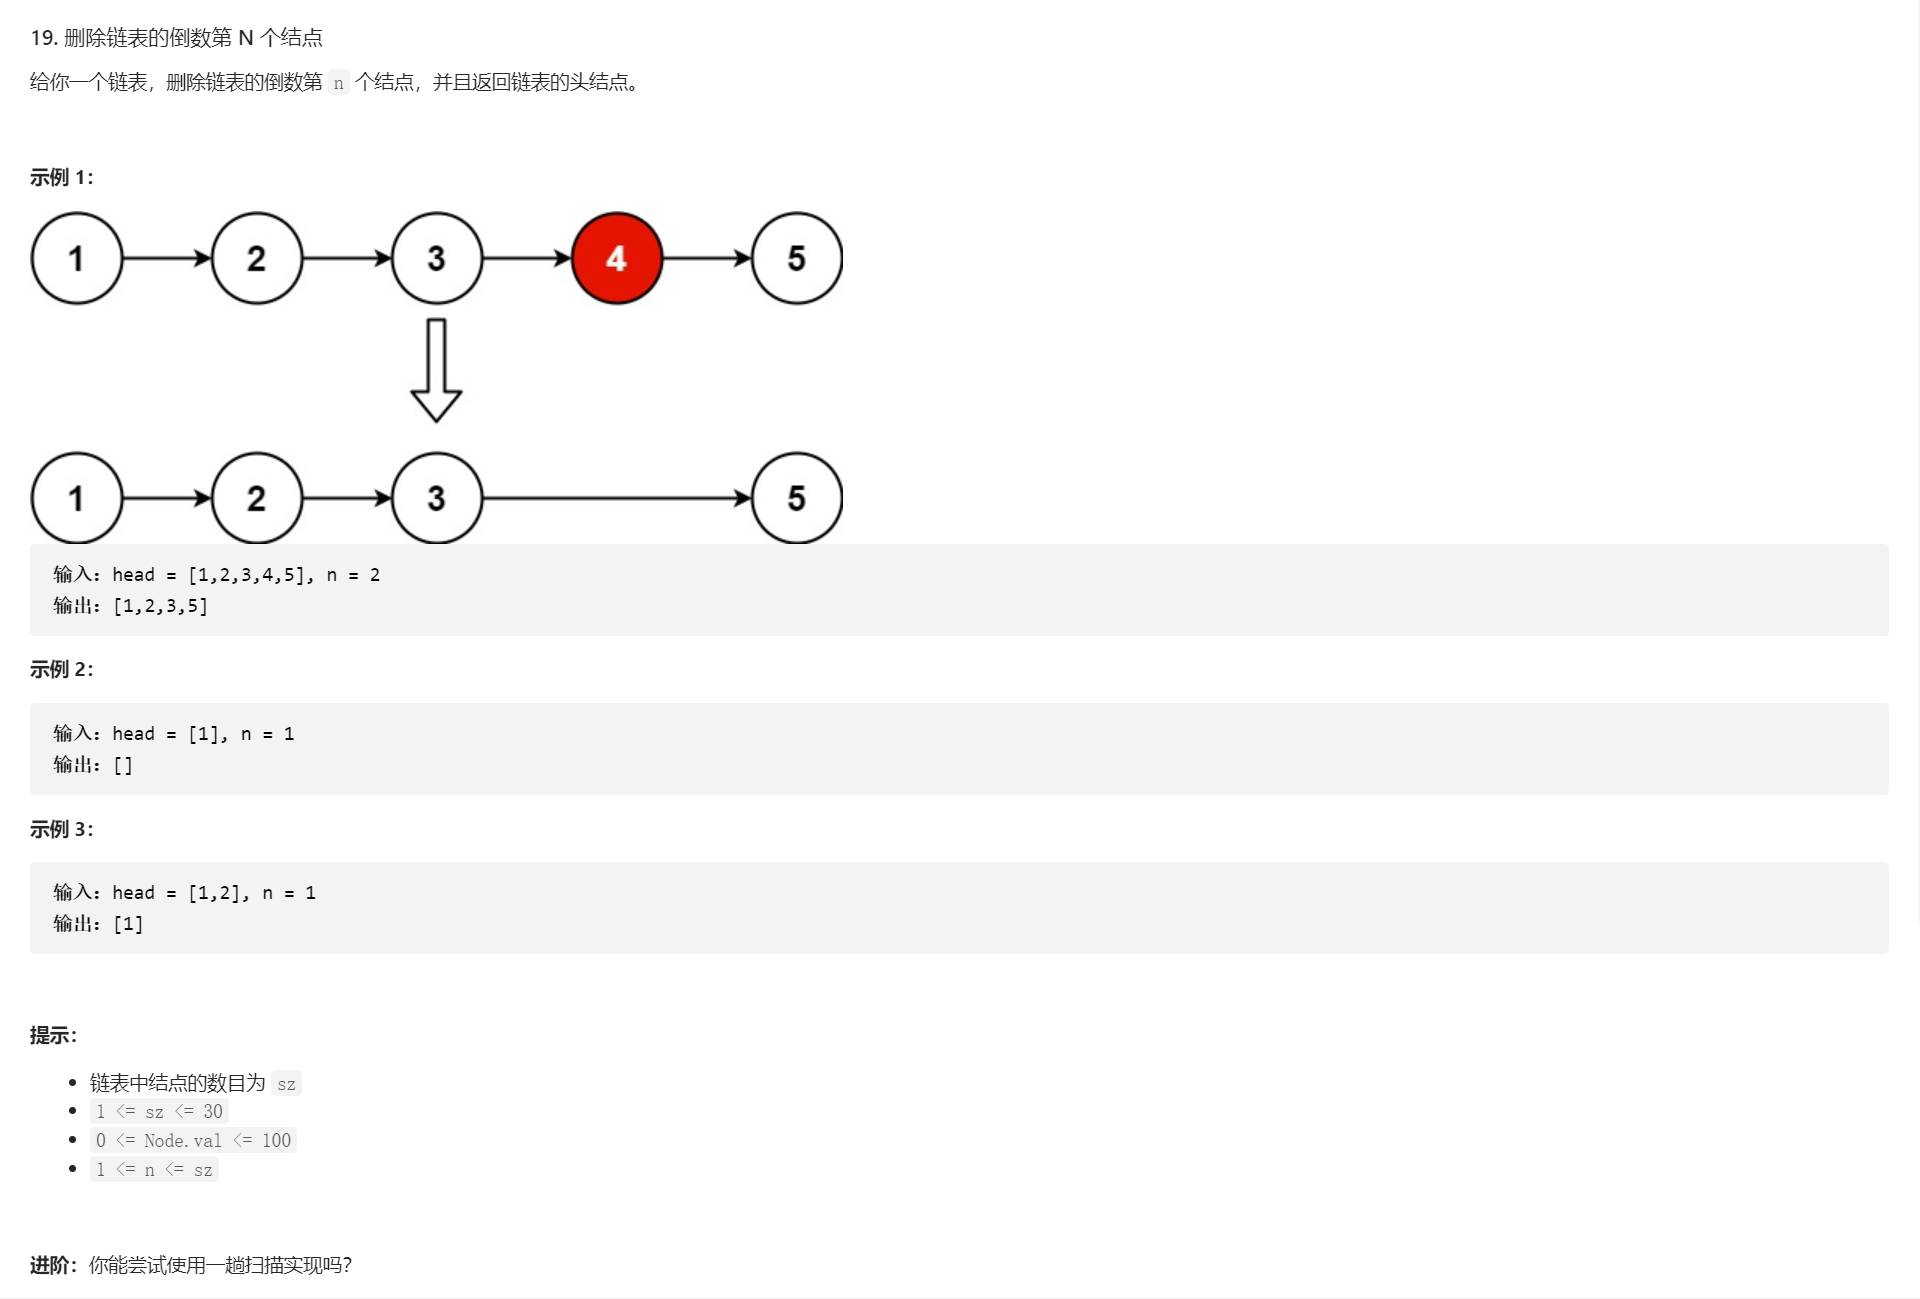 19. 删除链表的倒数第 N 个结点
给你一个链表，删除链表的倒数第 n 个结点，并且返回链表的头结点。
示例 1：
1 2 3 4 5
1 2 3 5
输入：head = [1,2,3,4,5], n = 2
输出：[1,2,3,5]
示例 2：
输入：head = [1], n = 1
输出：[]
示例 3：
输入：head = [1,2], n = 1
输出：[1]
提示：
链表中结点的数目为 sz
1 <= sz <= 30
0 <= Node.val <= 100
1 <= n <= sz
进阶：你能尝试使用一趟扫描实现吗？